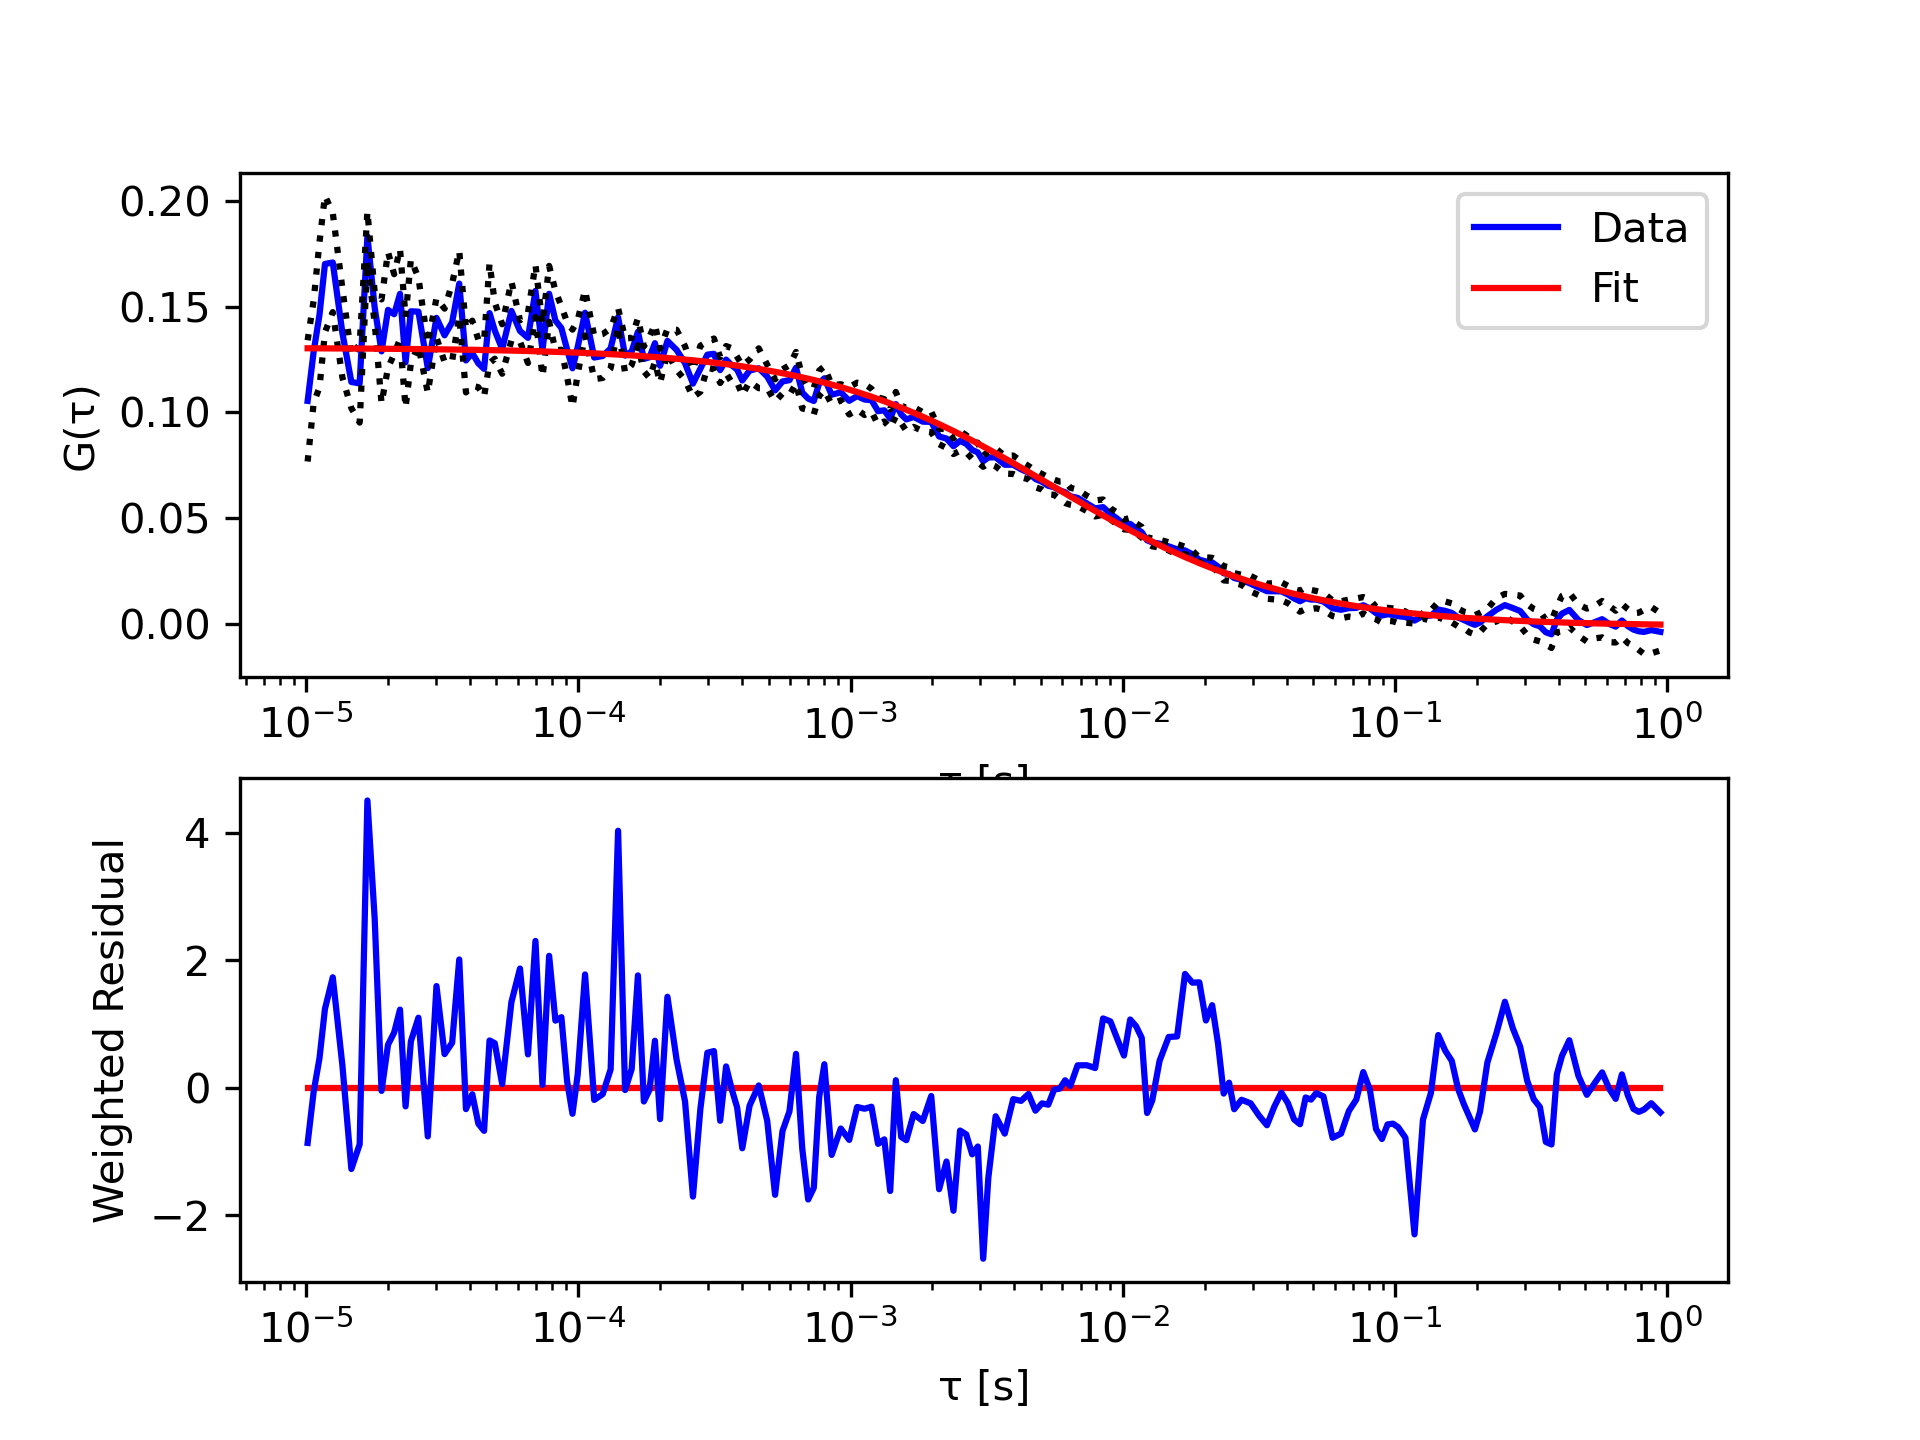 0.20
0.15
0.10
0.05
0.00
G(τ)
Data
Fit
10⁻⁵ 10⁻⁴ 10⁻³ 10⁻² 10⁻¹ 10⁰
τ [s]
4
2
0
−2
Weighted Residual
10⁻⁵ 10⁻⁴ 10⁻³ 10⁻² 10⁻¹ 10⁰
τ [s]